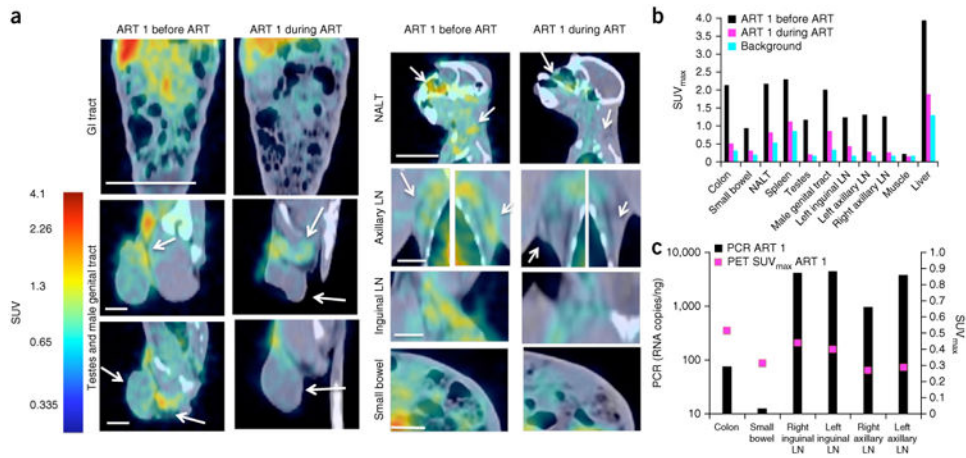 a
ART 1 before ART
ART 1 during ART
GI tract
Testes and male genital tract
SUV
4.1
2.26
1.3
0.65
0.335
ART 1 before ART
ART 1 during ART
NALT
Axillary LN
Inguinal LN
Small bowel
b
ART 1 before ART
ART 1 during ART
Background
SUVmax
4.0
3.5
3.0
2.5
2.0
1.5
1.0
0.5
0
Colon
Small bowel
NALT
Spleen
Testes
Male genital tract
Left inguinal LN
Left axillary LN
Right axillary LN
Muscle
Liver
c
PCR ART 1
PET SUVmax ART 1
PCR (RNA copies/ng)
10,000
1,000
100
10
1.0
0.9
0.8
0.7
0.6
0.5
0.4
0.3
0.2
0.1
0
SUVmax
Colon
Small
bowel
Right
inguinal
LN
Left
inguinal
LN
Right
axillary
LN
Left
axillary
LN